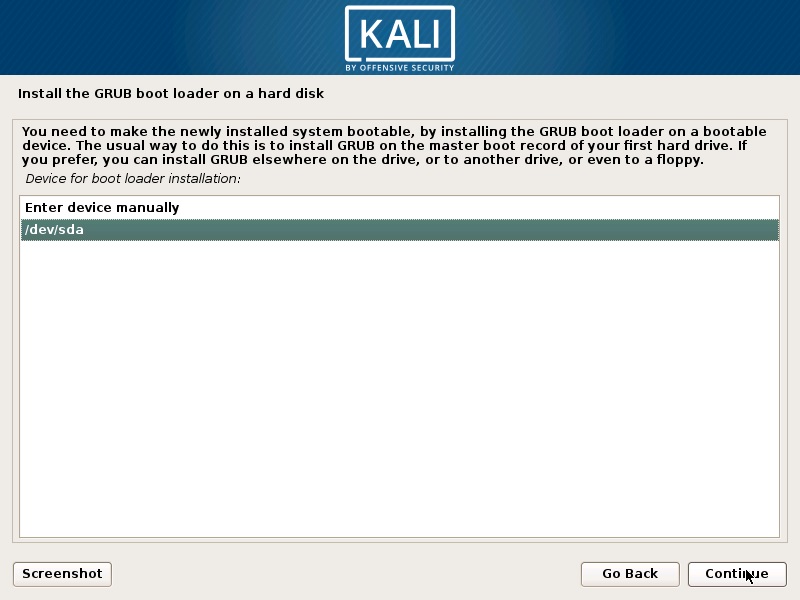 KALI
BY OFFENSIVE SECURITY
Install the GRUB boot loader on a hard disk
You need to make the newly installed system bootable, by installing the GRUB boot loader on a bootable
device. The usual way to do this is to install GRUB on the master boot record of your first hard drive. If
you prefer, you can install GRUB elsewhere on the drive, or to another drive, or even to a floppy.
Device for boot loader installation:
Enter device manually
/dev/sda
Screenshot
Go Back
Continue